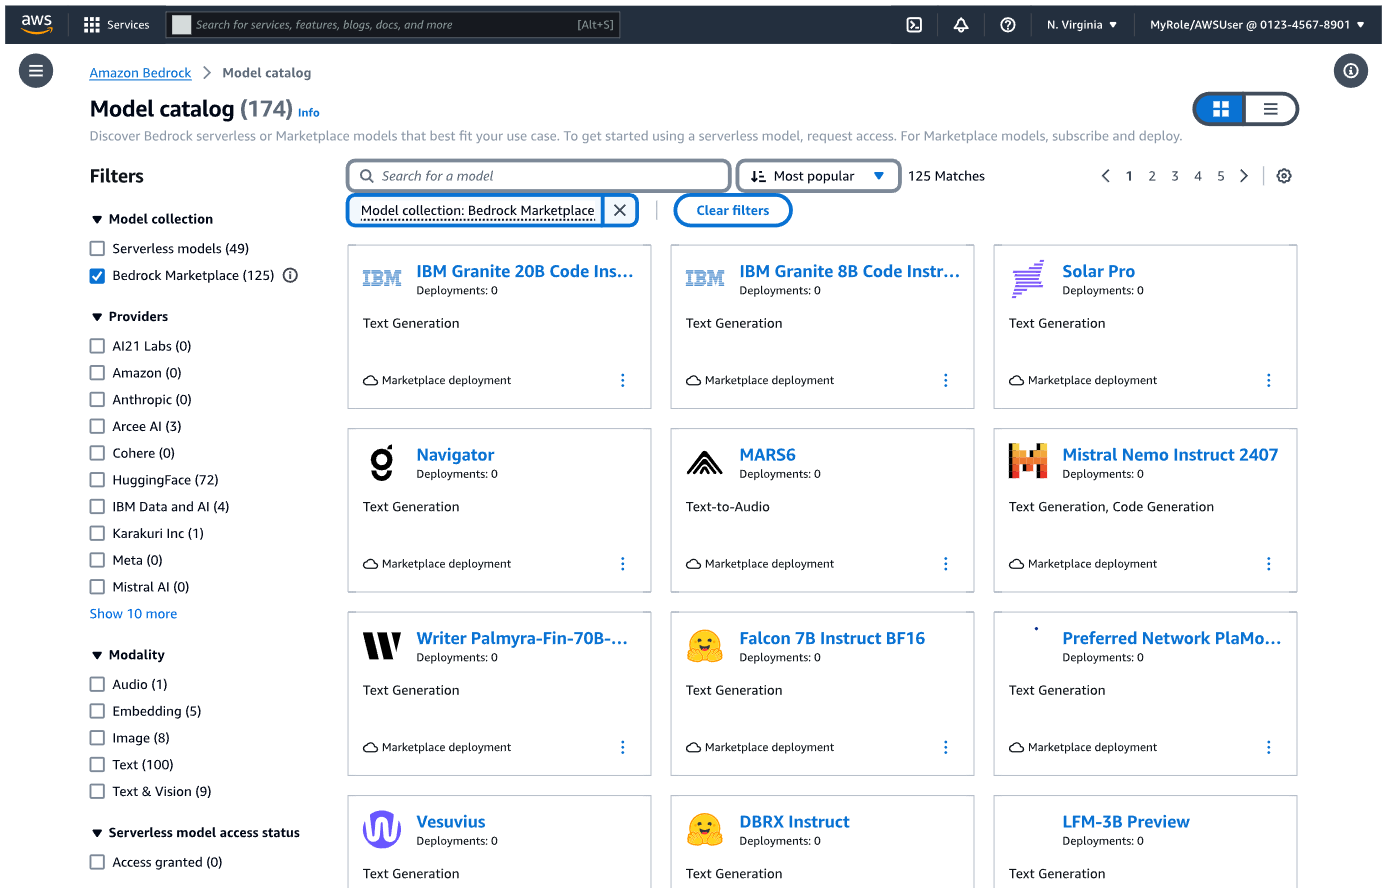 aws
Services
Search for services, features, blogs, docs, and more
[Alt+S]
N. Virginia
MyRole/AWSUser @ 0123-4567-8901
Amazon Bedrock
Model catalog
Model catalog (174) Info
Discover Bedrock serverless or Marketplace models that best fit your use case. To get started using a serverless model, request access. For Marketplace models, subscribe and deploy.
Filters
Model collection
Serverless models (49)
Bedrock Marketplace (125)
Providers
AI21 Labs (0)
Amazon (0)
Anthropic (0)
Arcee AI (3)
Cohere (0)
HuggingFace (72)
IBM Data and AI (4)
Karakuri Inc (1)
Meta (0)
Mistral AI (0)
Show 10 more
Modality
Audio (1)
Embedding (5)
Image (8)
Text (100)
Text & Vision (9)
Serverless model access status
Access granted (0)
Search for a model
Most popular
125 Matches
1 2 3 4 5
Model collection: Bedrock Marketplace
Clear filters
IBM
IBM Granite 20B Code Ins...
Deployments: 0
Text Generation
Marketplace deployment
IBM
IBM Granite 8B Code Instr...
Deployments: 0
Text Generation
Marketplace deployment
Solar Pro
Deployments: 0
Text Generation
Marketplace deployment
Navigator
Deployments: 0
Text Generation
Marketplace deployment
MARS6
Deployments: 0
Text-to-Audio
Marketplace deployment
Mistral Nemo Instruct 2407
Deployments: 0
Text Generation, Code Generation
Marketplace deployment
Writer Palmyra-Fin-70B-...
Deployments: 0
Text Generation
Marketplace deployment
Falcon 7B Instruct BF16
Deployments: 0
Text Generation
Marketplace deployment
Preferred Network PlaMo...
Deployments: 0
Text Generation
Marketplace deployment
Vesuvius
Deployments: 0
Text Generation
DBRX Instruct
Deployments: 0
Text Generation
LFM-3B Preview
Deployments: 0
Text Generation